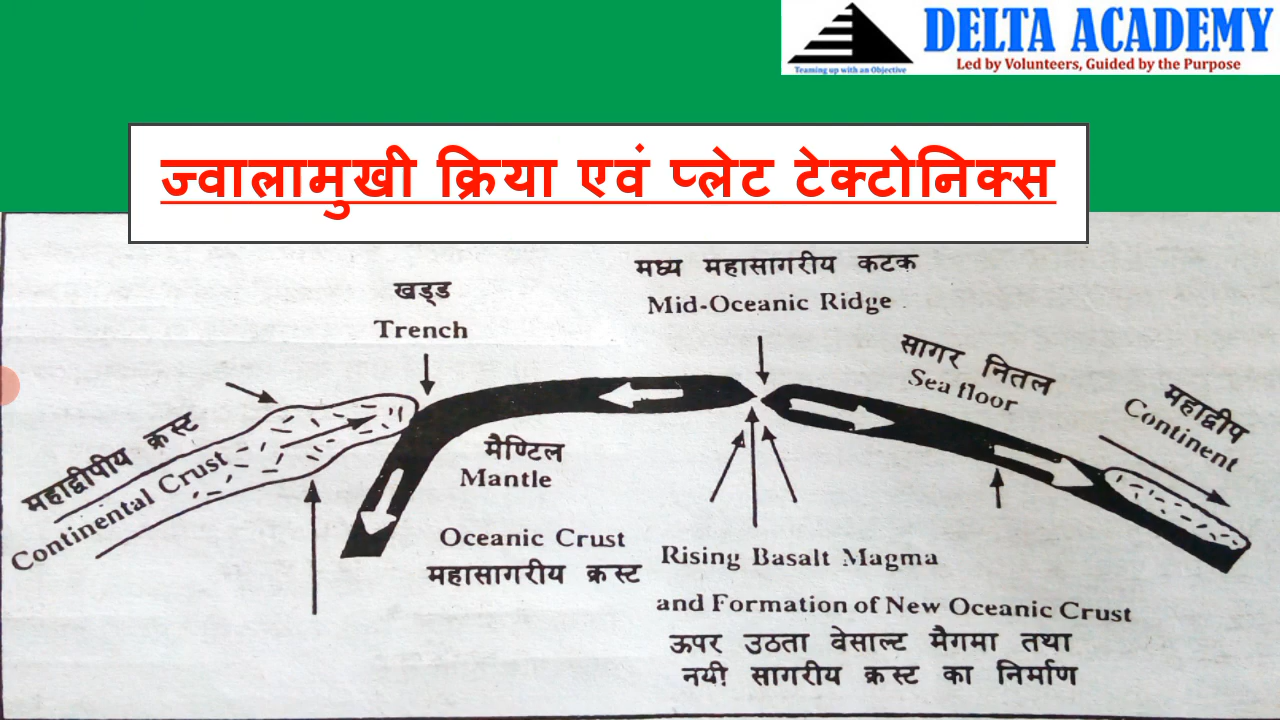 DELTA ACADEMY
Teaming up with an Objective
Led by Volunteers, Guided by the Purpose
ज्वालामुखी क्रिया एवं प्लेट टेक्टोनिक्स
मध्य महासागरीय कटक
Mid-Oceanic Ridge
खड्ड
Trench
सागर नितल
Sea floor
महाद्वीप
Continent
महाद्वीपीय क्रस्ट
Continental Crust
मैण्टिल
Mantle
Oceanic Crust
महासागरीय क्रस्ट
Rising Basalt Magma
and Formation of New Oceanic Crust
ऊपर उठता वेसाल्ट मैगमा तथा
नयी सागरीय क्रस्ट का निर्माण